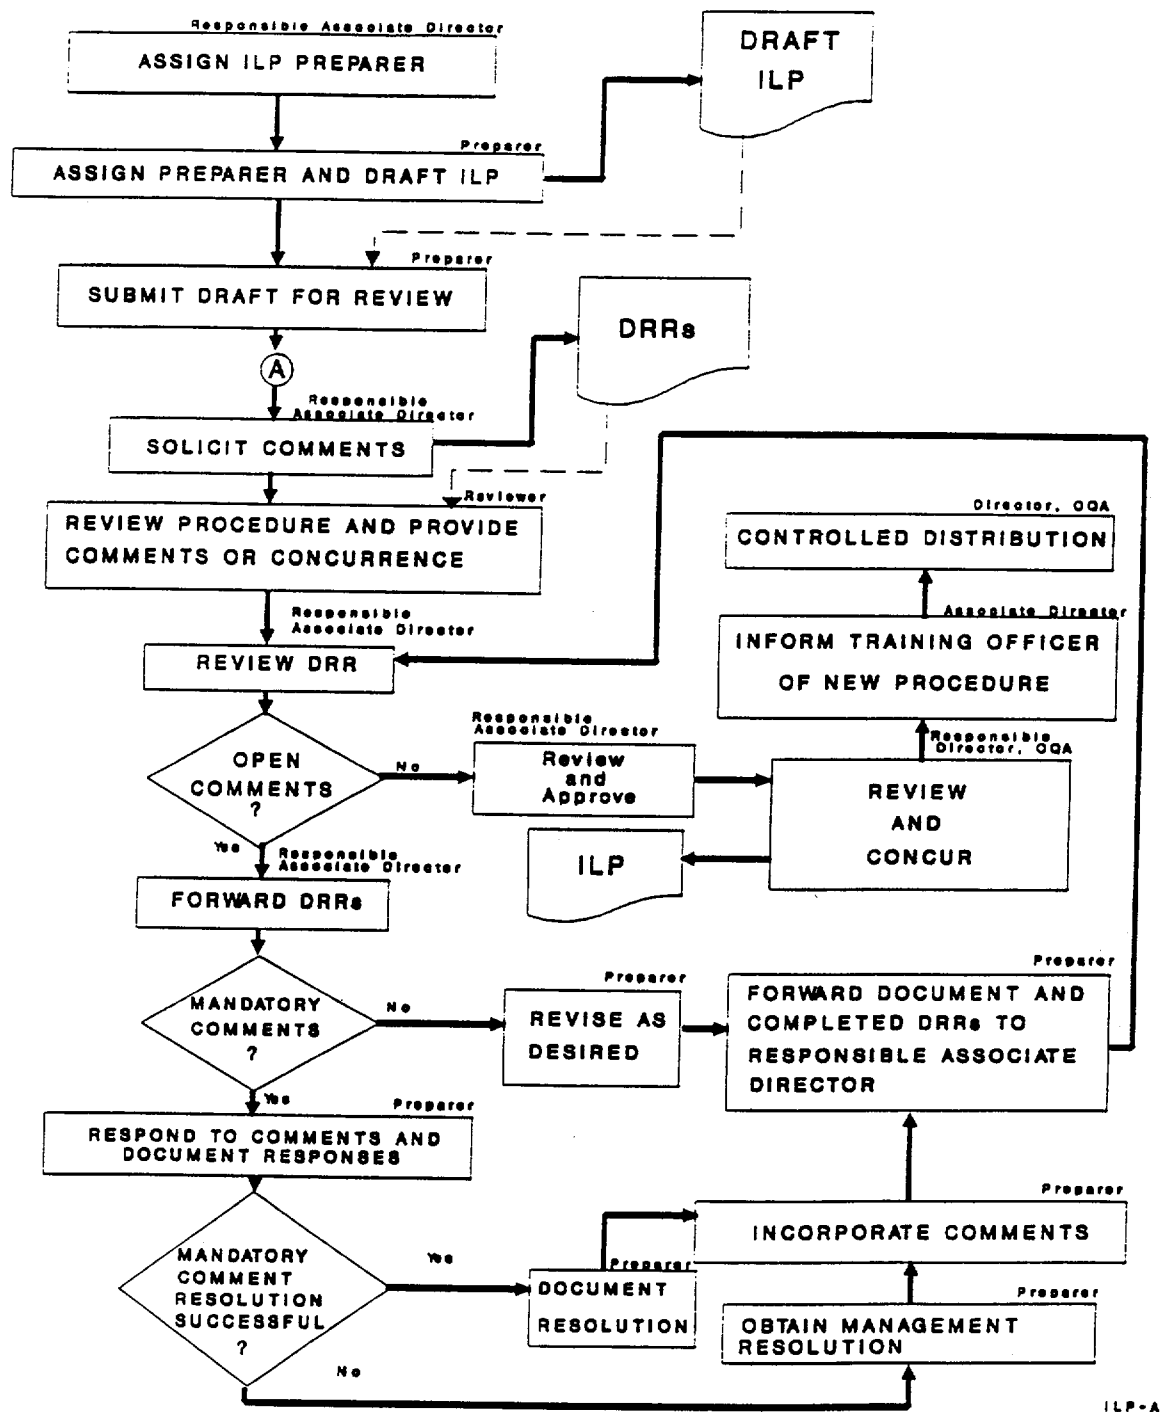 Responsible Associate Director
ASSIGN ILP PREPARER
DRAFT
ILP
Preparer
ASSIGN PREPARER AND DRAFT ILP
Preparer
SUBMIT DRAFT FOR REVIEW
DRRs
A
Responsible
Associate Director
SOLICIT COMMENTS
Reviewer
REVIEW PROCEDURE AND PROVIDE
COMMENTS OR CONCURRENCE
Director, OQA
CONTROLLED DISTRIBUTION
Responsible
Associate Director
REVIEW DRR
Associate Director
INFORM TRAINING OFFICER
OF NEW PROCEDURE
OPEN
COMMENTS
?
No
Responsible
Associate Director
Review
and
Approve
Responsible
Director, OQA
REVIEW
AND
CONCUR
ILP
Yes
Responsible
Associate Director
FORWARD DRRs
MANDATORY
COMMENTS
?
No
Preparer
REVISE AS
DESIRED
Preparer
FORWARD DOCUMENT AND
COMPLETED DRRs TO
RESPONSIBLE ASSOCIATE
DIRECTOR
Yes
Preparer
RESPOND TO COMMENTS AND
DOCUMENT RESPONSES
Preparer
INCORPORATE COMMENTS
MANDATORY
COMMENT
RESOLUTION
SUCCESSFUL
?
Yes
Preparer
DOCUMENT
RESOLUTION
Preparer
OBTAIN MANAGEMENT
RESOLUTION
No
ILP-A